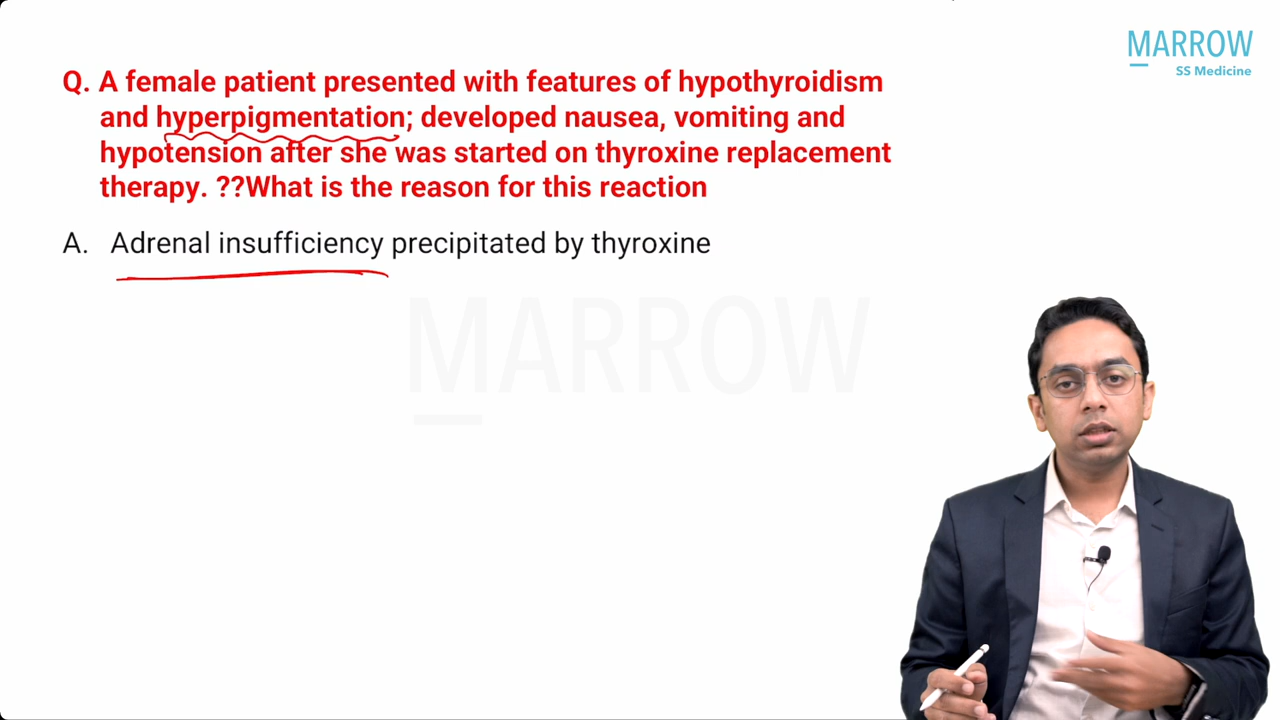 MARROW
SS Medicine
Q. A female patient presented with features of hypothyroidism
and hyperpigmentation; developed nausea, vomiting and
hypotension after she was started on thyroxine replacement
therapy. ??What is the reason for this reaction
A. Adrenal insufficiency precipitated by thyroxine
MARROW